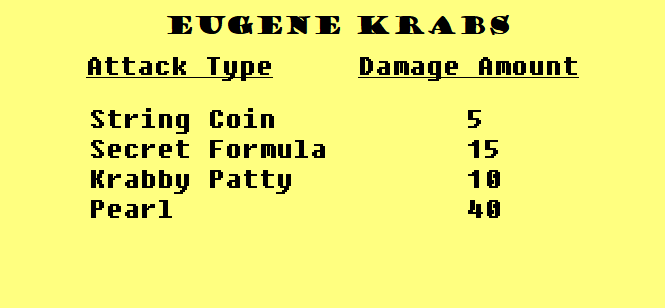 EUGENE KRABS
Attack Type Damage Amount
String Coin 5
Secret Formula 15
Krabby Patty 10
Pearl 40